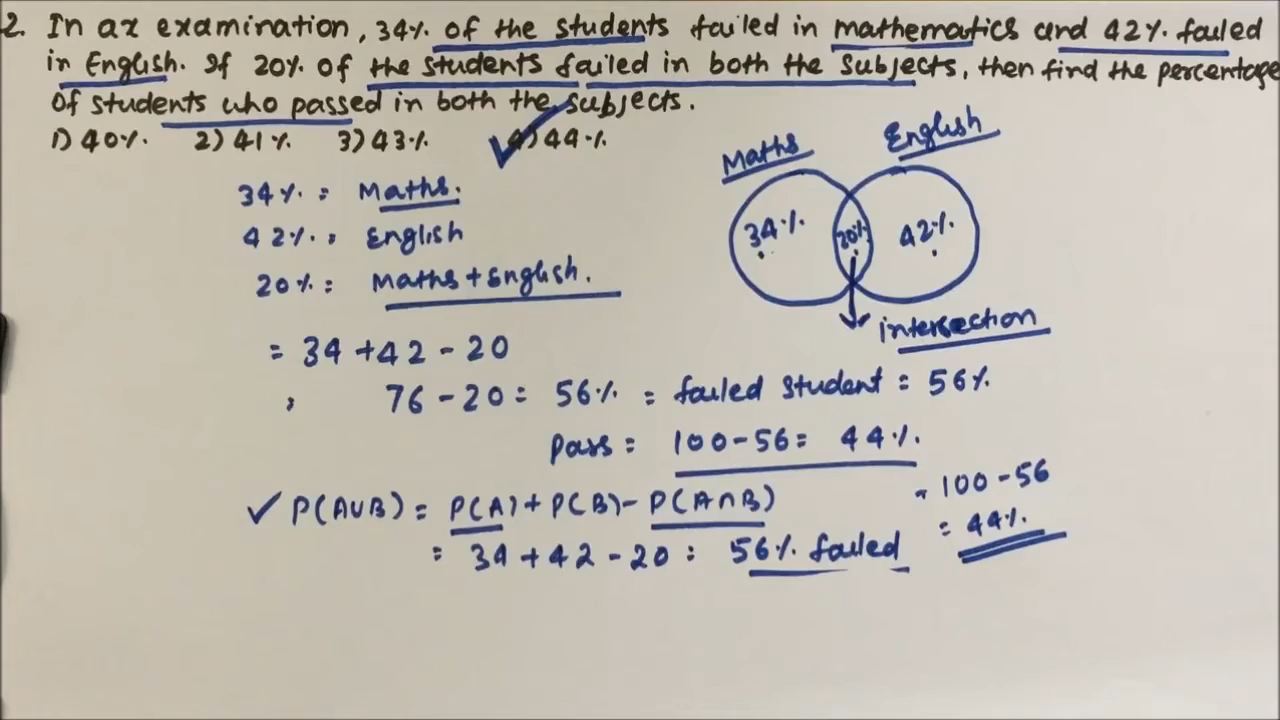 2. In az examination, 34% of the students failed in mathematics and 42% failed
in English. If 20% of the students failed in both the subjects, then find the percentage
of students who passed in both the subjects.
1) 40%. 2) 41% 3) 43% 4) 44%
Maths English
34% = Maths.
42% = English
20% = Maths + English.
34% 20% 42%
intersection
= 34 + 42 - 20
, 76 - 20 = 56% = failed student = 56%
Pass = 100 - 56 = 44%.
✓ P(AUB) = P(A) + P(B) - P(A∩B)
= 34 + 42 - 20 = 56% failed
= 100 - 56
= 44%.